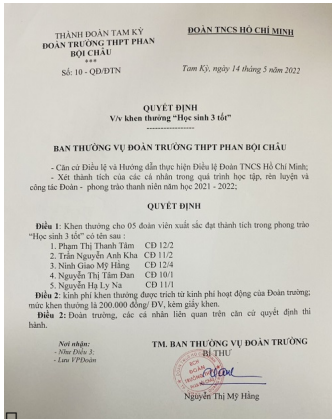 THÀNH ĐOÀN TAM KỲ
ĐOÀN TRƯỜNG THPT PHAN
BỘI CHÂU
***
Số: 10 - QĐ/ĐTN
ĐOÀN TNCS HỒ CHÍ MINH
Tam Kỳ, ngày 14 tháng 5 năm 2022
QUYẾT ĐỊNH
V/v khen thưởng “Học sinh 3 tốt”
----------------
BAN THƯỜNG VỤ ĐOÀN TRƯỜNG THPT PHAN BỘI CHÂU
- Căn cứ Điều lệ và Hướng dẫn thực hiện Điều lệ Đoàn TNCS Hồ Chí Minh;
- Xét thành tích của các cá nhân trong quá trình học tập, rèn luyện và
công tác Đoàn - phong trào thanh niên năm học 2021 - 2022;
QUYẾT ĐỊNH
Điều 1: Khen thưởng cho 05 đoàn viên xuất sắc đạt thành tích trong phong trào
“Học sinh 3 tốt” có tên sau :
1. Phạm Thị Thanh Tâm CĐ 12/2
2. Trần Nguyễn Anh Kha CĐ 11/2
3. Ninh Giao Mỹ Hằng CĐ 12/4
4. Nguyễn Thị Tâm Đan CĐ 10/1
5. Nguyễn Hạ Ly Na CĐ 11/1
Điều 2: kinh phí khen thưởng được trích từ kinh phí hoạt động của Đoàn trường;
mức khen thưởng là 200.000 đồng/ ĐV, kèm giấy khen.
Điều 2: Đoàn trường, các cá nhân liên quan trên căn cứ quyết định thi
hành.
Nơi nhận:
- Như Điều 3;
- Lưu VPĐoàn
TM. BAN THƯỜNG VỤ ĐOÀN TRƯỜNG
BÍ THƯ
Nguyễn Thị Mỹ Hằng